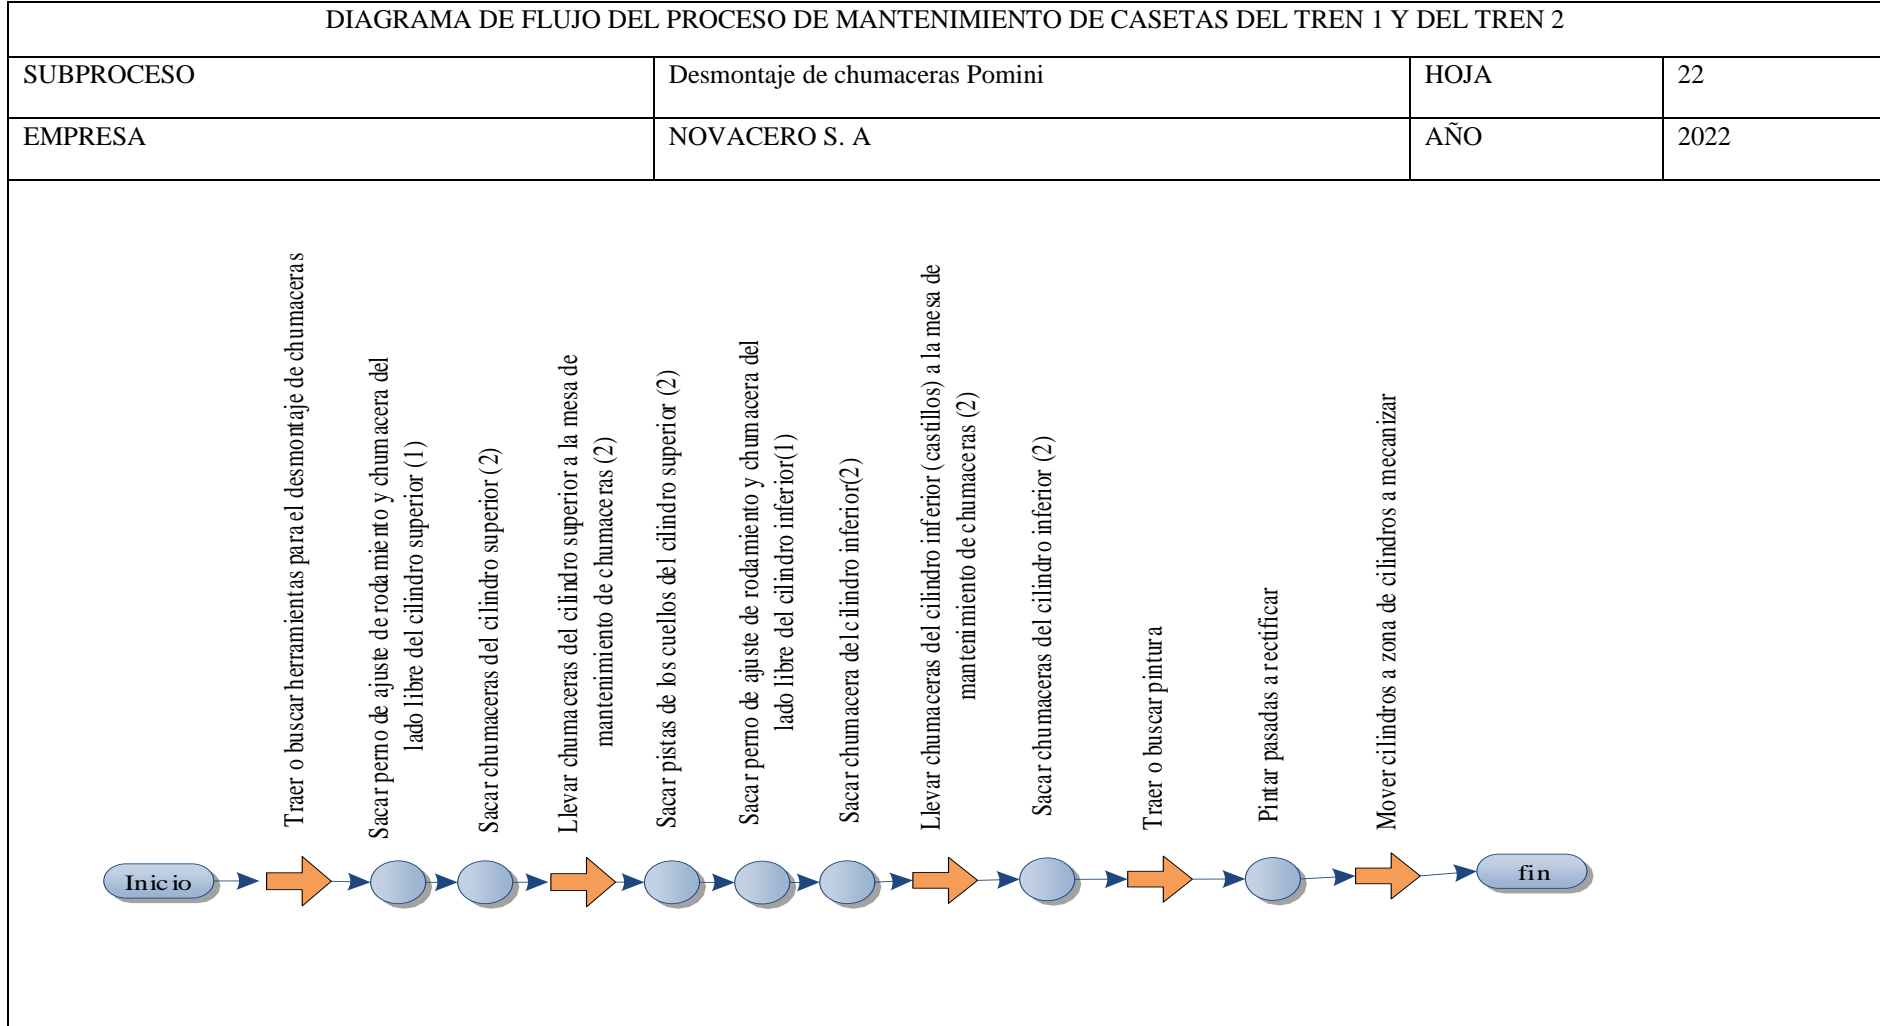 DIAGRAMA DE FLUJO DEL PROCESO DE MANTENIMIENTO DE CASETAS DEL TREN 1 Y DEL TREN 2
SUBPROCESO
Desmontaje de chumaceras Pomini
HOJA
22
EMPRESA
NOVACERO S. A
AÑO
2022
Traer o buscar herramientas para el desmontaje de chumaceras
Sacar perno de ajuste de rodamiento y chumacera del
lado libre del cilindro superior (1)
Sacar chumaceras del cilindro superior (2)
Llevar chumaceras del cilindro superior a la mesa de
mantenimiento de chumaceras (2)
Sacar pistas de los cuellos del cilindro superior (2)
Sacar perno de ajuste de rodamiento y chumacera del
lado libre del cilindro inferior(1)
Sacar chumacera del cilindro inferior(2)
Llevar chumaceras del cilindro inferior (castillos) a la mesa de
mantenimiento de chumaceras (2)
Sacar chumaceras del cilindro inferior (2)
Traer o buscar pintura
Pintar pasadas a rectificar
Mover cilindros a zona de cilindros a mecanizar
Inicio
fin